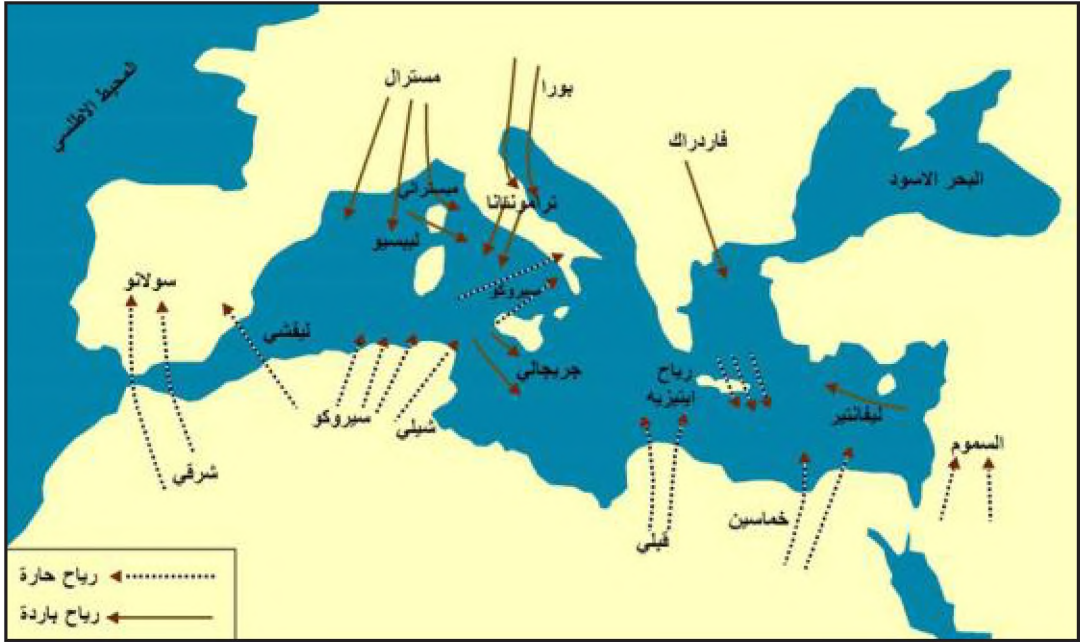 المحيط الاطلسي
مسترال
بورا
فاردراك
البحر الاسود
ميسترالي
ترامونتانا
ليبسيو
سولانو
سيروكو
ليفشي
جريجالي
رياح
ايتيزيه
ليفانتير
سيروكو
شيلي
السموم
شرقي
خماسين
قبلي
رياح حارة
رياح باردة